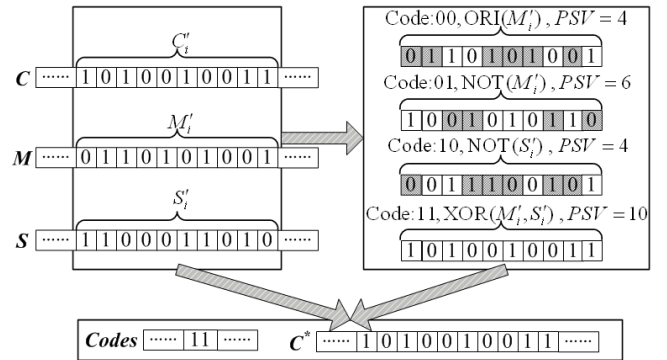 C′ᵢ
C ...... 1 0 1 0 0 1 0 0 1 1 ......
M′ᵢ
M ...... 0 1 1 0 1 0 1 0 0 1 ......
S′ᵢ
S ...... 1 1 0 0 0 1 1 0 1 0 ......
Code:00, ORI(M′ᵢ), PSV = 4
0 1 1 0 1 0 1 0 0 1
Code:01, NOT(M′ᵢ), PSV = 6
1 0 0 1 0 1 0 1 1 0
Code:10, NOT(S′ᵢ), PSV = 4
0 0 1 1 1 0 0 1 0 1
Code:11, XOR(M′ᵢ,S′ᵢ), PSV = 10
1 0 1 0 0 1 0 0 1 1
Codes ...... 11 ...... C* ...... 1 0 1 0 0 1 0 0 1 1 ......